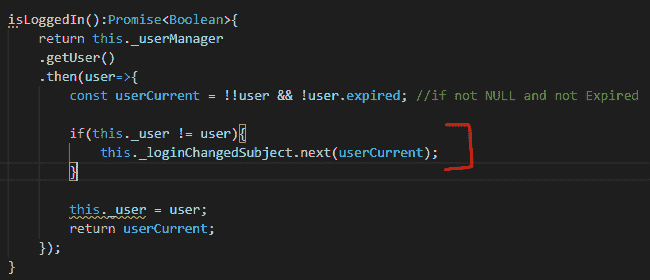 isLoggedIn():Promise<Boolean>{
    return this._userManager
    .getUser()
    .then(user=>{
        const userCurrent = !!user && !user.expired; //if not NULL and not Expired

        if(this._user != user){
            this._loginChangedSubject.next(userCurrent);
        }

        this._user = user;
        return userCurrent;
    });
}